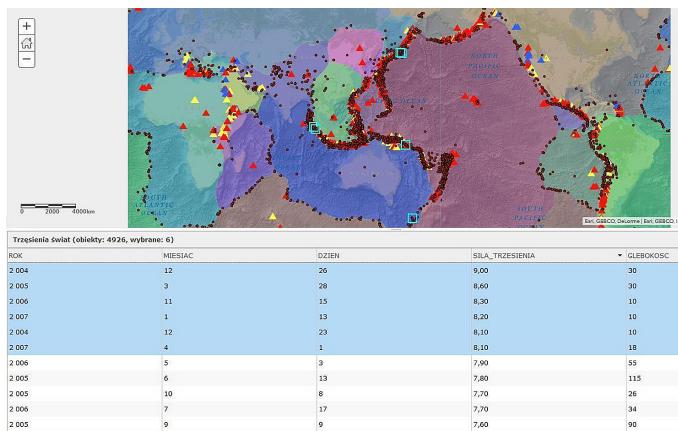 +
−
NORTH
PACIFIC
OCEAN
SOUTH
ATLANTIC
OCEAN
SOUTH
PACIFIC
OCEAN
0 2000 4000km
Esri, GEBCO, DeLorme | Esri, GEBCO, I
Trzęsienia świat (obiekty: 4926, wybrane: 6)
ROK MIESIAC DZIEN SILA_TRZESIENIA GLEBOKOSC
2 004 12 26 9,00 30
2 005 3 28 8,60 30
2 006 11 15 8,30 10
2 007 1 13 8,20 10
2 004 12 23 8,10 10
2 007 4 1 8,10 18
2 006 5 3 7,90 55
2 005 6 13 7,80 115
2 005 10 8 7,70 26
2 006 7 17 7,70 34
2 005 9 9 7,60 90